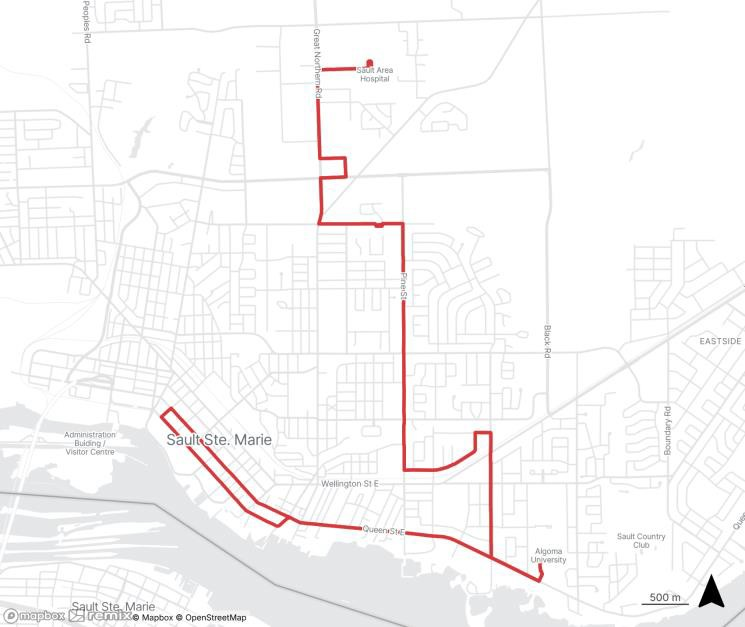 Peoples Rd
Great Northern Rd
Sault Area
Hospital
Pine St
Black Rd
EASTSIDE
Boundary Rd
Administration
Buiding /
Visitor Centre
Sault Ste. Marie
Wellington St E
Queen St E
Algoma
University
Sault Country
Club
Que
500 m
Sault Ste. Marie
mapbox remix © Mapbox © OpenStreetMap